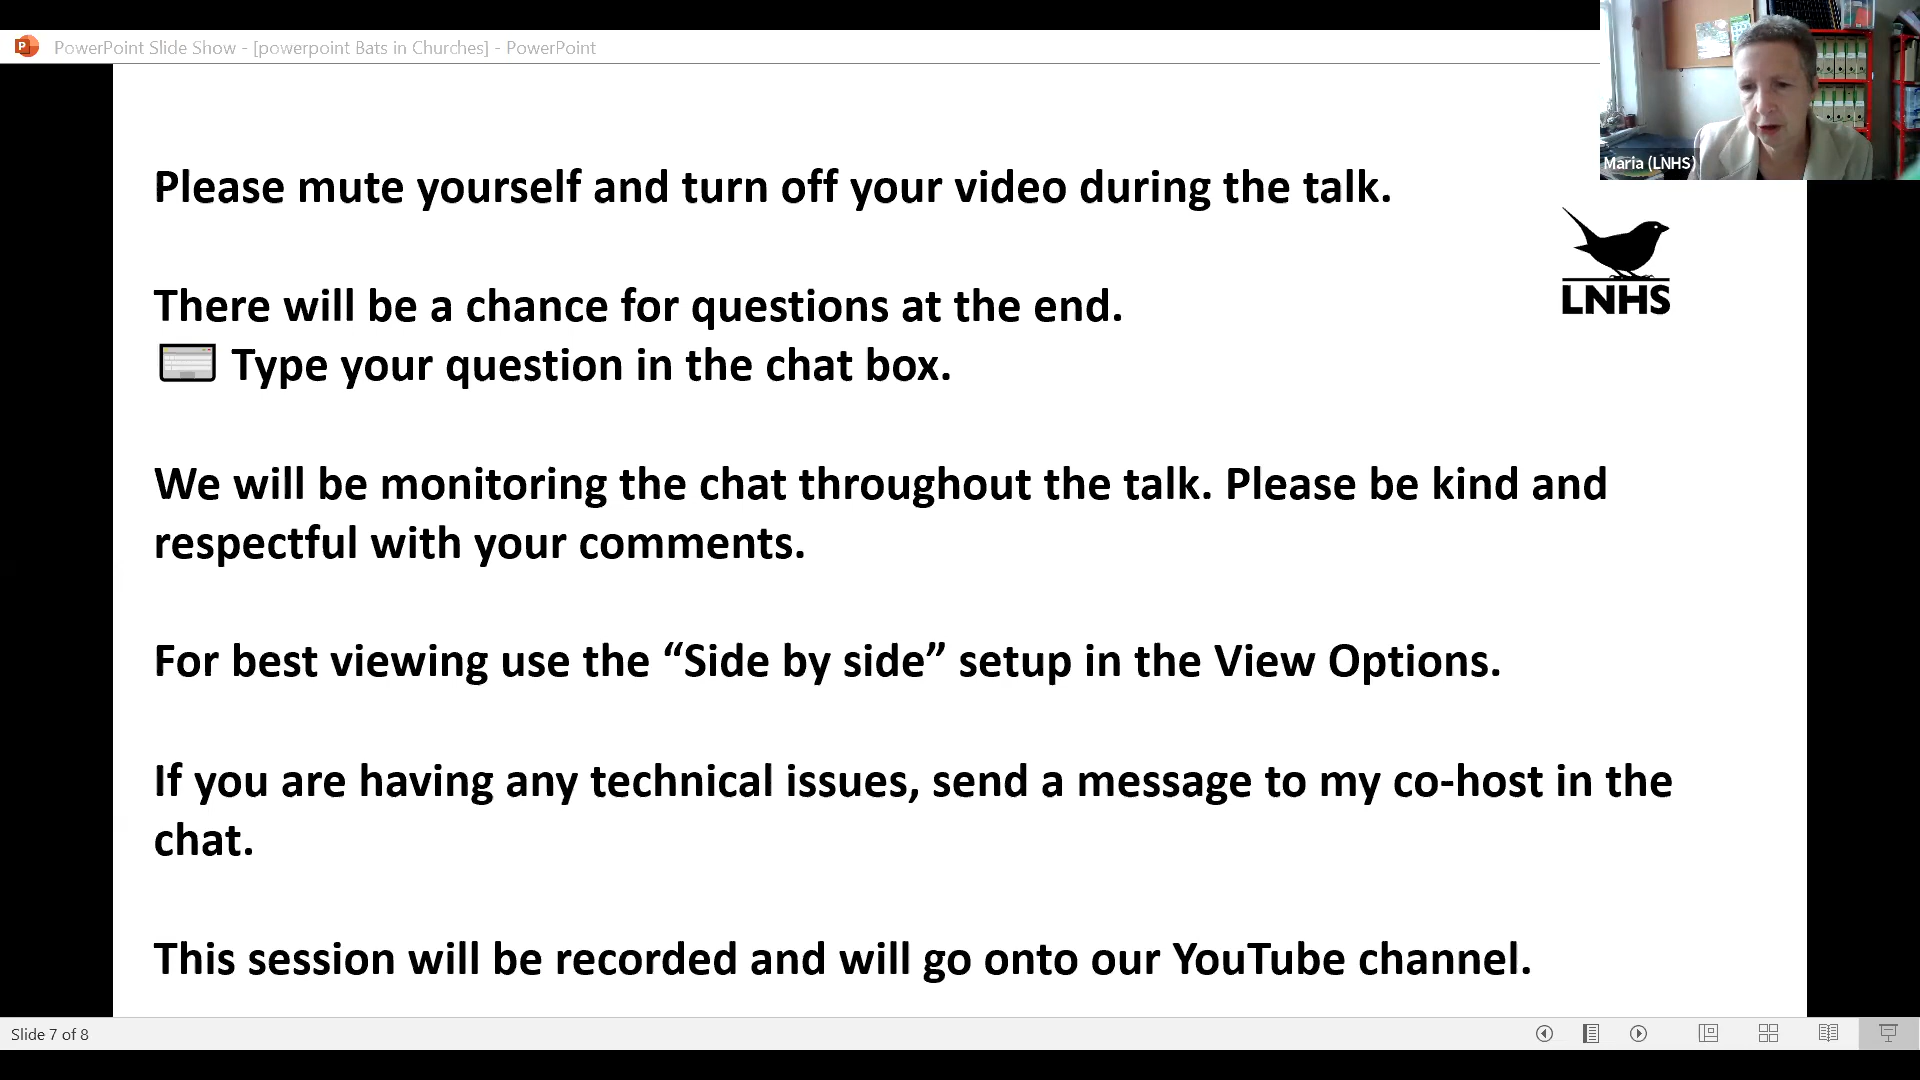 PowerPoint Slide Show - [powerpoint Bats in Churches] - PowerPoint
Maria (LNHS)
Please mute yourself and turn off your video during the talk.
LNHS
There will be a chance for questions at the end.
Type your question in the chat box.
We will be monitoring the chat throughout the talk. Please be kind and
respectful with your comments.
For best viewing use the “Side by side” setup in the View Options.
If you are having any technical issues, send a message to my co-host in the
chat.
This session will be recorded and will go onto our YouTube channel.
Slide 7 of 8